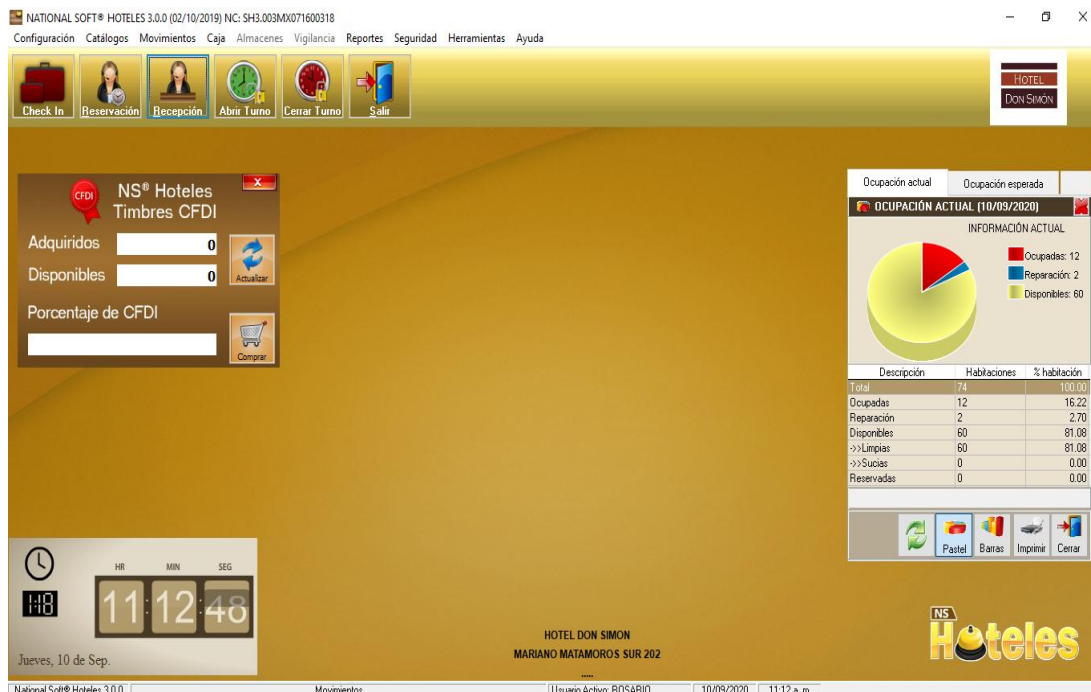 NATIONAL SOFT® HOTELES 3.0.0 (02/10/2019) NC: SH3.003MX071600318
Configuración Catálogos Movimientos Caja Almacenes Vigilancia Reportes Seguridad Herramientas Ayuda
Check In Reservación Recepción Abrir Turno Cerrar Turno Salir
HOTEL
DON SIMÓN
CFDI
NS® Hoteles
Timbres CFDI
X
Adquiridos 0
Disponibles 0
Actualizar
Porcentaje de CFDI
Comprar
Ocupación actual Ocupación esperada
OCUPACIÓN ACTUAL (10/09/2020)
INFORMACIÓN ACTUAL
Ocupadas: 12
Reparación: 2
Disponibles: 60
Descripción Habitaciones % habitación
Total 74 100.00
Ocupadas 12 16.22
Reparación 2 2.70
Disponibles 60 81.08
->>Limpias 60 81.08
->>Sucias 0 0.00
Reservadas 0 0.00
Pastel Barras Imprimir Cerrar
HR MIN SEG
11:12:48
Jueves, 10 de Sep.
HOTEL DON SIMON
MARIANO MATAMOROS SUR 202
.....
NS
Hoteles
National Soft® Hoteles 3.0.0 Movimientos Usuario Activo: ROSARIO 10/09/2020 11:12 a. m.